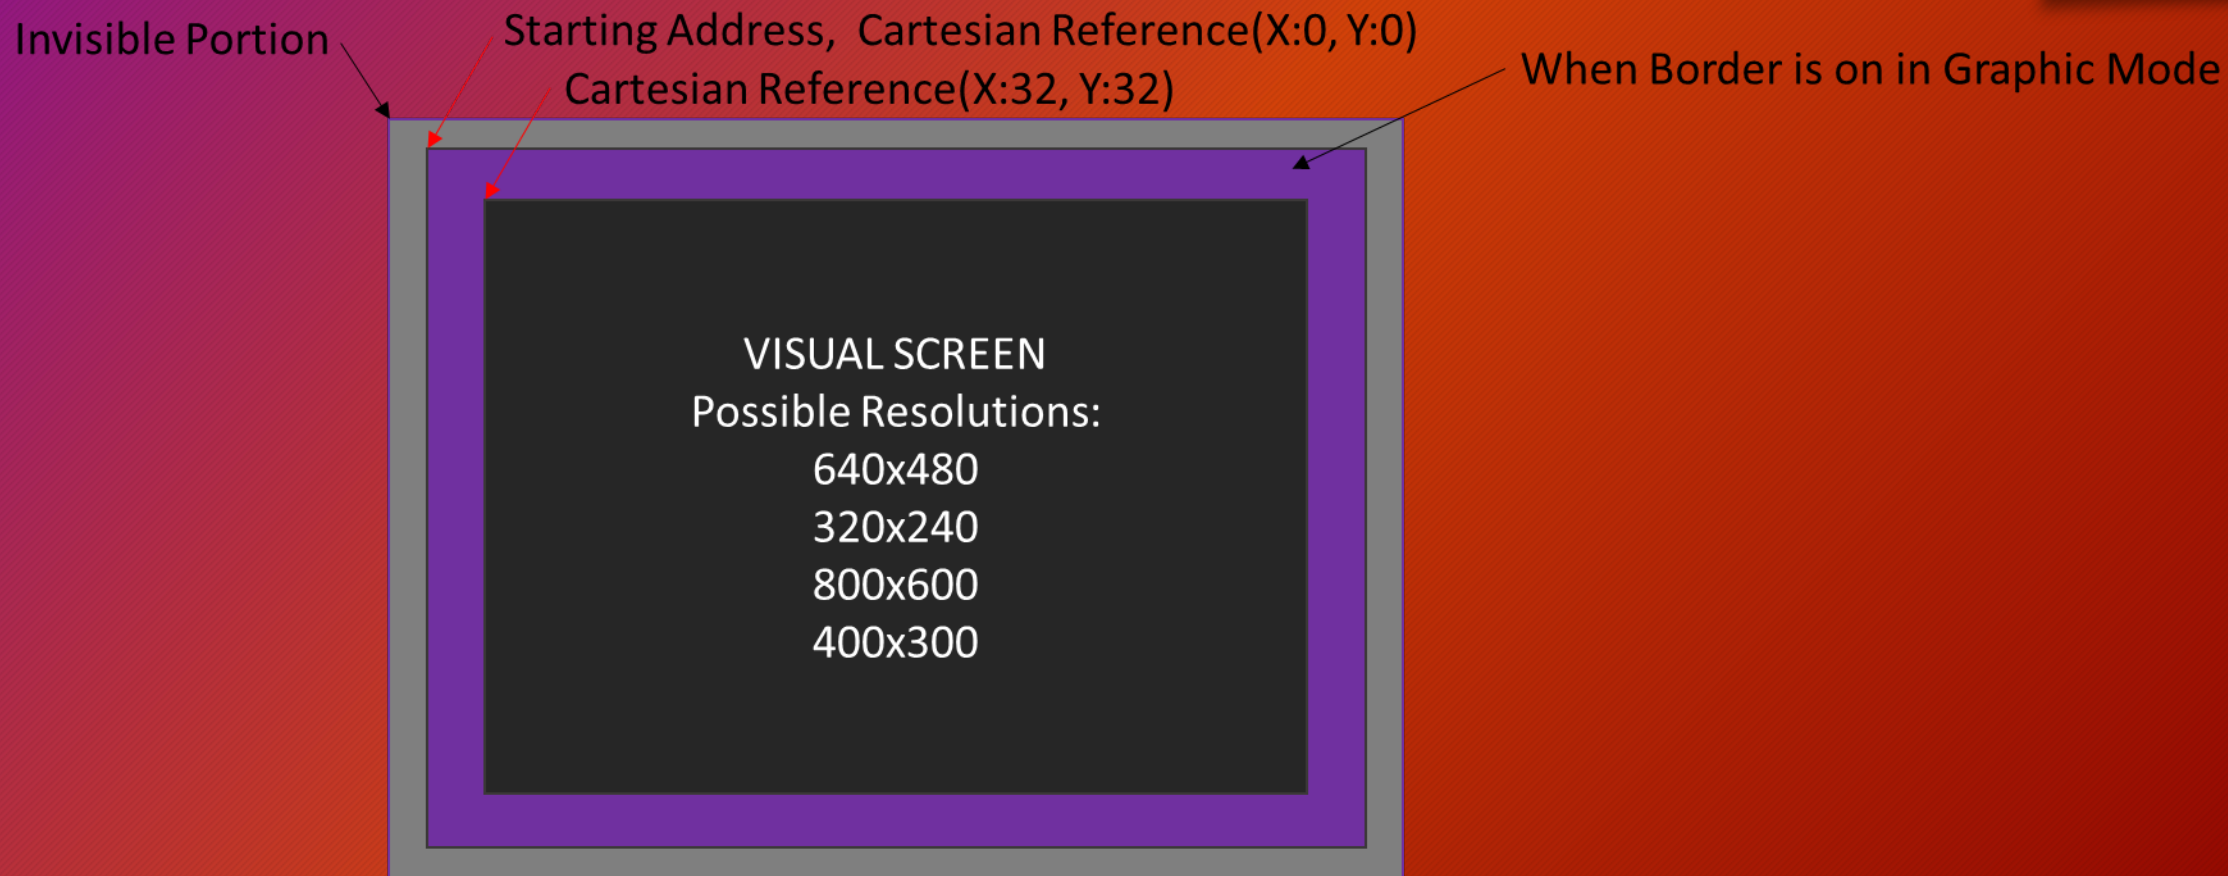 Invisible Portion
Starting Address, Cartesian Reference(X:0, Y:0)
Cartesian Reference(X:32, Y:32)
When Border is on in Graphic Mode
VISUAL SCREEN
Possible Resolutions:
640x480
320x240
800x600
400x300